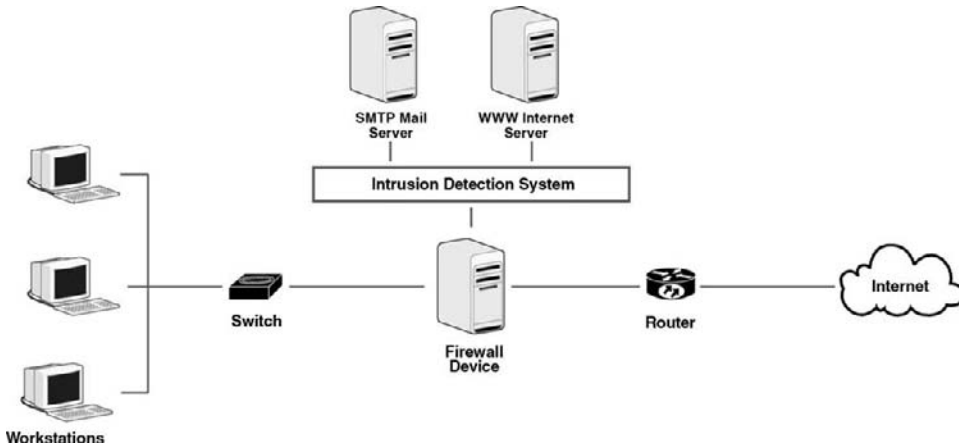 SMTP Mail
Server
WWW Internet
Server
Intrusion Detection System
Internet
Switch
Router
Firewall
Device
Workstations